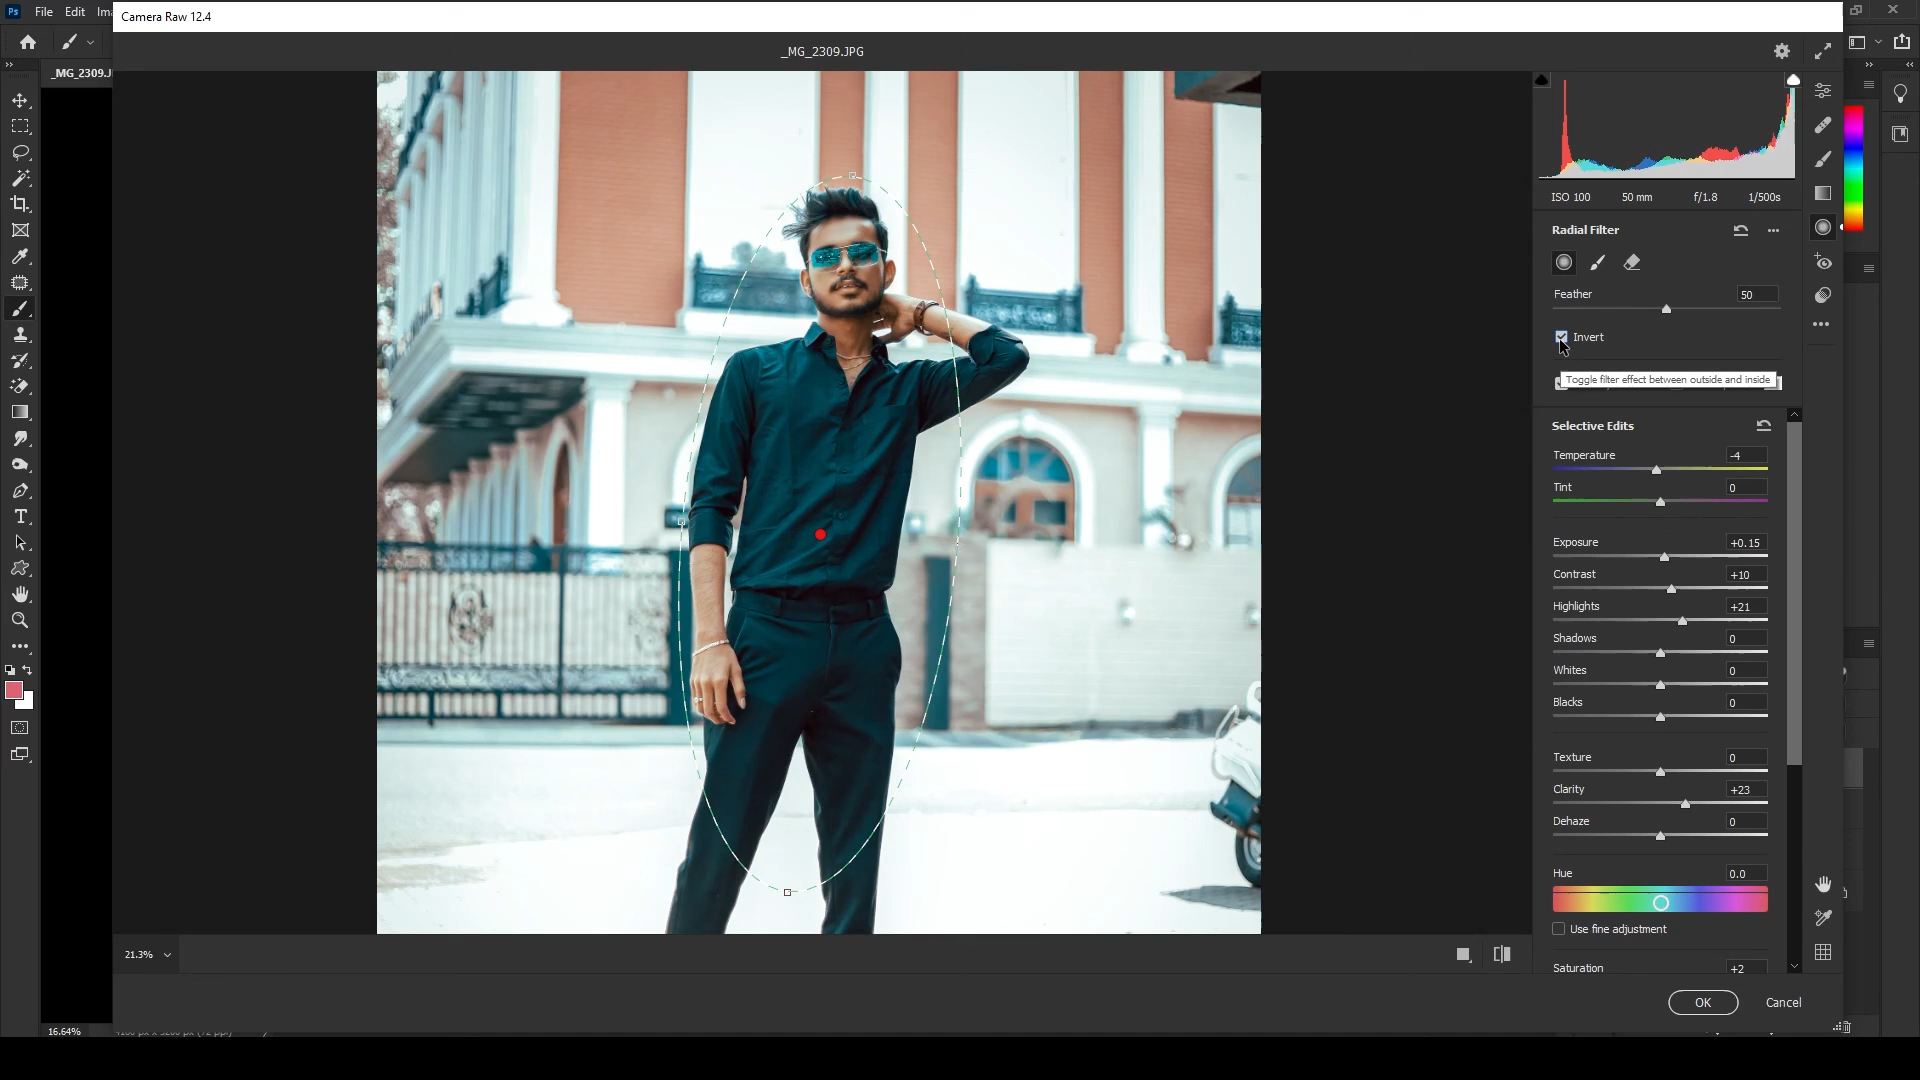 Ps File Edit Im
Camera Raw 12.4
_MG_2309.JPG
_MG_2309.J
ISO 100 50 mm f/1.8 1/500s
Radial Filter
Feather 50
Invert
Toggle filter effect between outside and inside
Selective Edits
Temperature -4
Tint 0
Exposure +0.15
Contrast +10
Highlights +21
Shadows 0
Whites 0
Blacks 0
Texture 0
Clarity +23
Dehaze 0
Hue 0.0
Use fine adjustment
Saturation +2
21.3%
OK Cancel
16.64%